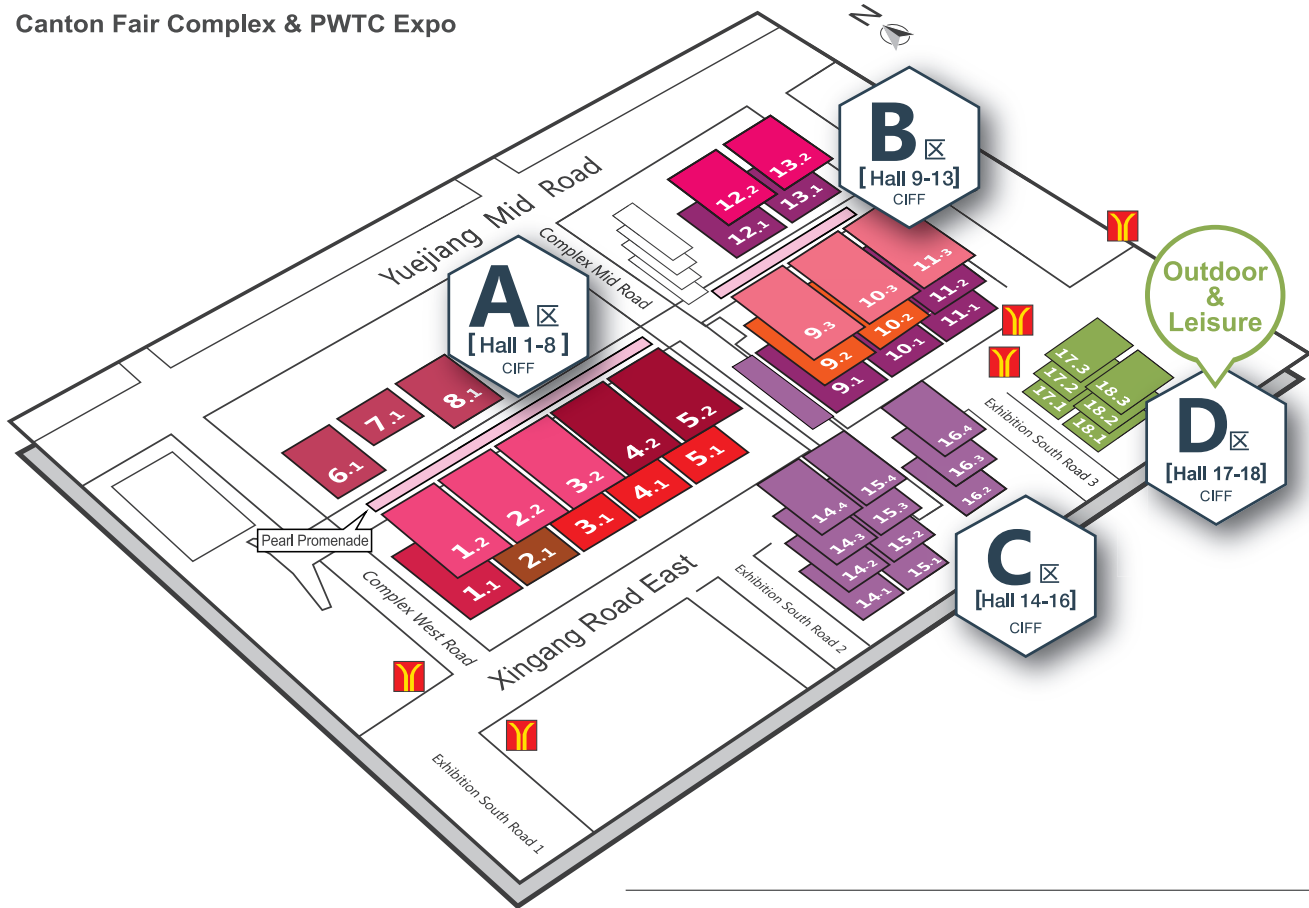 Canton Fair Complex & PWTC Expo
N
B区
[Hall 9-13]
CIFF
13.2
12.2
13.1
12.1
Yuejiang Mid Road
Complex Mid Road
A区
[Hall 1-8 ]
CIFF
11.3
10.3
9.3
11.2
10.2
9.2
11.1
10.1
9.1
Outdoor
&
Leisure
17.3
17.2
17.1
18.3
18.2
18.1
D区
[Hall 17-18]
CIFF
Exhibition South Road 3
8.1
7.1
6.1
5.2
4.2
3.2
2.2
1.2
5.1
4.1
3.1
2.1
1.1
16.4
16.3
16.2
15.4
14.4
15.3
14.3
15.2
14.2
15.1
14.1
C区
[Hall 14-16]
CIFF
Pearl Promenade
Complex West Road
Xingang Road East
Exhibition South Road 2
Exhibition South Road 1